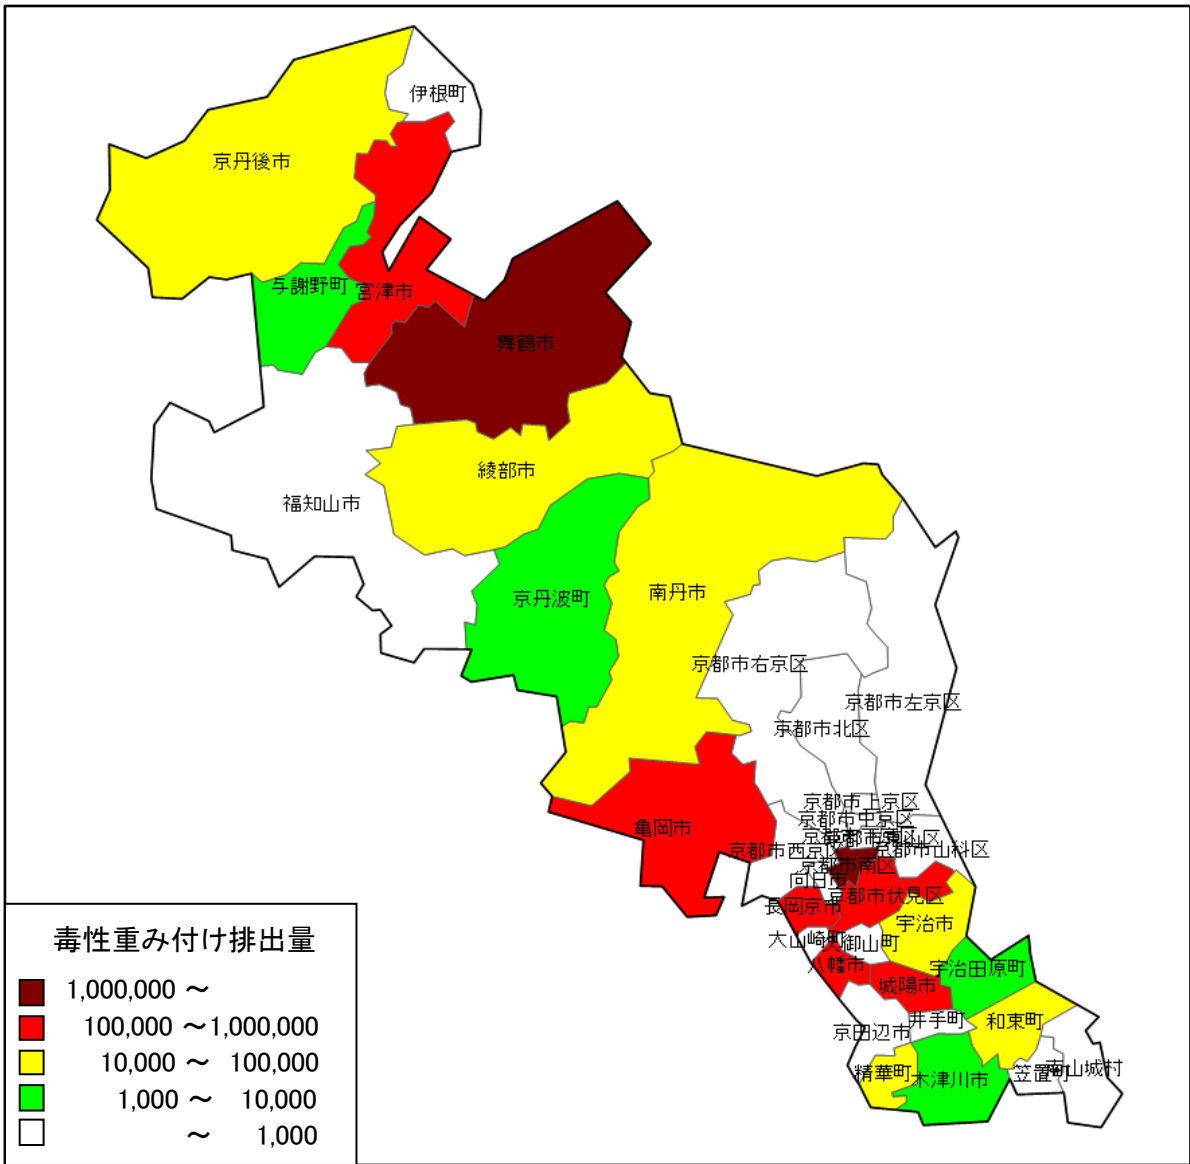 伊根町
京丹後市
与謝野町
宮津市
舞鶴市
綾部市
福知山市
京丹波町
南丹市
京都市右京区
京都市左京区
京都市北区
京都市上京区
京都市中京区
亀岡市
京都市山科区
京都市西京区
京都市南区
向日市
京都市伏見区
長岡京市
宇治市
大山崎町
久御山町
八幡市
宇治田原町
城陽市
井手町
和束町
京田辺市
精華町
木津川市
笠置町
南山城村
毒性重み付け排出量
1,000,000 ～
100,000 ～1,000,000
10,000 ～ 100,000
1,000 ～ 10,000
～ 1,000